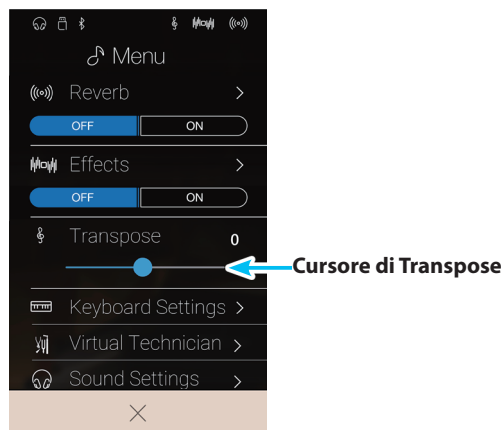 Menu
Reverb
OFF ON
Effects
OFF ON
Transpose 0
Cursore di Transpose
Keyboard Settings
Virtual Technician
Sound Settings